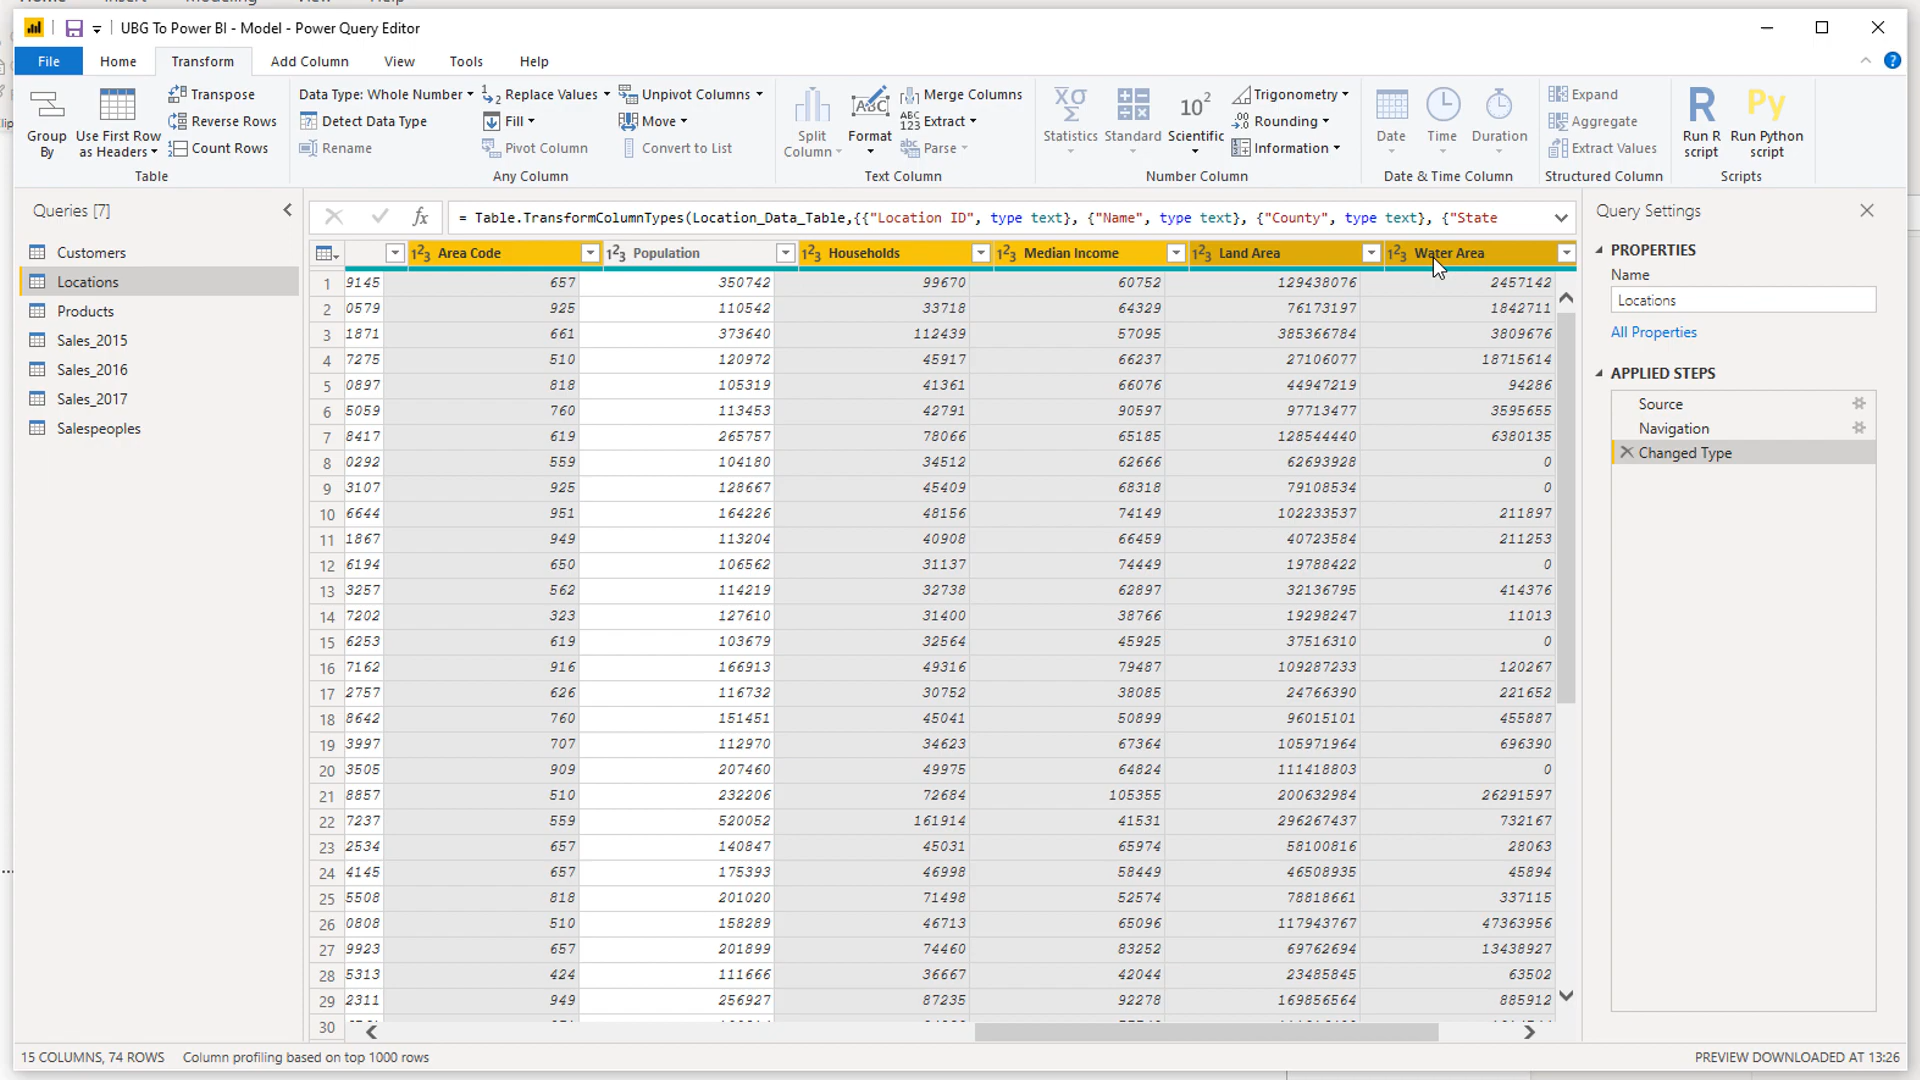 UBG To Power BI - Model - Power Query Editor
File Home Transform Add Column View Tools Help
Group By
Use First Row as Headers
Transpose
Reverse Rows
Count Rows
Table
Data Type: Whole Number
Detect Data Type
Rename
Replace Values
Fill
Pivot Column
Unpivot Columns
Move
Convert to List
Any Column
Split Column
Format
Merge Columns
Extract
Parse
Text Column
Statistics
Standard
Scientific
Trigonometry
Rounding
Information
Number Column
Date
Time
Duration
Date & Time Column
Expand
Aggregate
Extract Values
Structured Column
Run R script
Run Python script
Scripts
Queries [7]
Customers
Locations
Products
Sales_2015
Sales_2016
Sales_2017
Salespeoples
= Table.TransformColumnTypes(Location_Data_Table,{{"Location ID", type text}, {"Name", type text}, {"County", type text}, {"State
Area Code Population Households Median Income Land Area Water Area
1 9145 657 350742 99670 60752 129438076 2457142
2 0579 925 110542 33718 64329 76173197 1842711
3 1871 661 373640 112439 57095 385366784 3809676
4 7275 510 120972 45917 66237 27106077 18715614
5 0897 818 105319 41361 66076 44947219 94286
6 5059 760 113453 42791 90597 97713477 3595655
7 8417 619 265757 78066 65185 128544440 6380135
8 0292 559 104180 34512 62666 62693928 0
9 3107 925 128667 45409 68318 79108534 0
10 6644 951 164226 48156 74149 102233537 211897
11 1867 949 113204 40908 66459 40723584 211253
12 6194 650 106562 31137 74449 19788422 0
13 3257 562 114219 32738 62897 32136795 414376
14 7202 323 127610 31400 38766 19298247 11013
15 6253 619 103679 32564 45925 37516310 0
16 7162 916 166913 49316 79487 109287233 120267
17 2757 626 116732 30752 38085 24766390 221652
18 8642 760 151451 45041 50899 96015101 455887
19 3997 707 112970 34623 67364 105971964 696390
20 3505 909 207460 49975 64824 111418803 0
21 8857 510 232206 72684 105355 200632984 26291597
22 7237 559 520052 161914 41531 296267437 732167
23 2534 657 140847 45031 65974 58100816 28063
24 4145 657 175393 46998 58449 46508935 45894
25 5508 818 201020 71498 52574 78818661 337115
26 0808 510 158289 46713 65096 117943767 47363956
27 9923 657 201899 74460 83252 69762694 13438927
28 5313 424 111666 36667 42044 23485845 63502
29 2311 949 256927 87235 92278 169856564 885912
30
Query Settings
PROPERTIES
Name
Locations
All Properties
APPLIED STEPS
Source
Navigation
Changed Type
15 COLUMNS, 74 ROWS Column profiling based on top 1000 rows
PREVIEW DOWNLOADED AT 13:26